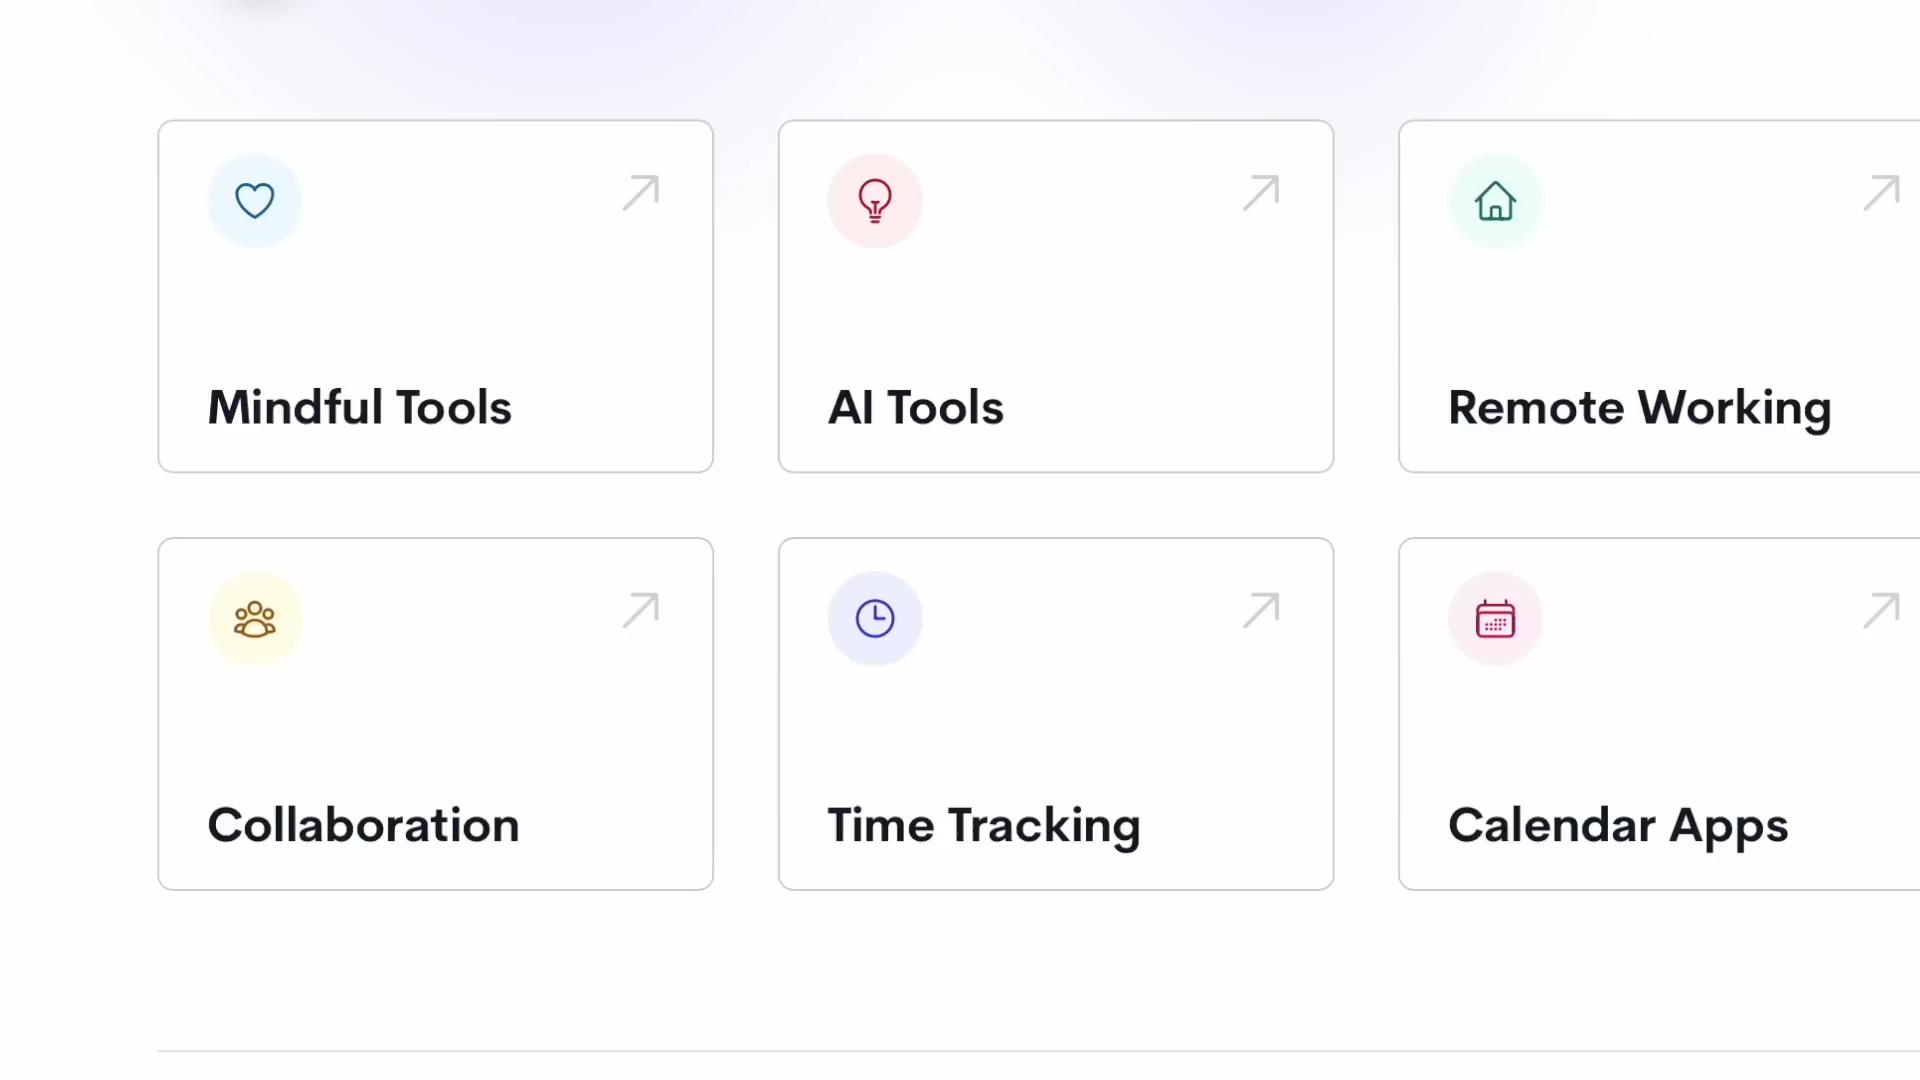 Mindful Tools
AI Tools
Remote Working
Collaboration
Time Tracking
Calendar Apps